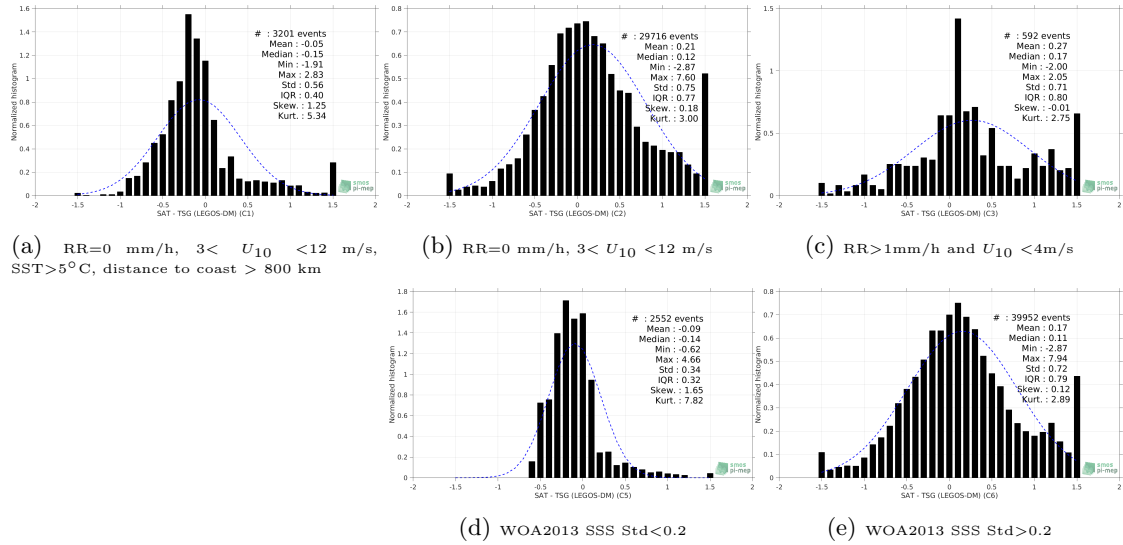 1.6
1.4
1.2
1
0.8
0.6
0.4
0.2
0
Normalized histogram
# : 3201 events
Mean : -0.05
Median : -0.15
Min : -1.91
Max : 2.83
Std : 0.56
IQR : 0.40
Skew. : 1.25
Kurt. : 5.34
smos
pi-mep
-2 -1.5 -1 -0.5 0 0.5 1 1.5 2
SAT - TSG (LEGOS-DM) (C1)
(a) RR=0 mm/h, 3< U10 <12 m/s,
SST>5°C, distance to coast > 800 km
0.8
0.7
0.6
0.5
0.4
0.3
0.2
0.1
0
Normalized histogram
# : 29716 events
Mean : 0.21
Median : 0.12
Min : -2.87
Max : 7.60
Std : 0.75
IQR : 0.77
Skew. : 0.18
Kurt. : 3.00
smos
pi-mep
-2 -1.5 -1 -0.5 0 0.5 1 1.5 2
SAT - TSG (LEGOS-DM) (C2)
(b) RR=0 mm/h, 3< U10 <12 m/s
1.5
1
0.5
0
Normalized histogram
# : 592 events
Mean : 0.27
Median : 0.17
Min : -2.00
Max : 2.05
Std : 0.71
IQR : 0.80
Skew. : -0.01
Kurt. : 2.75
smos
pi-mep
-2 -1.5 -1 -0.5 0 0.5 1 1.5 2
SAT - TSG (LEGOS-DM) (C3)
(c) RR>1mm/h and U10 <4m/s
1.8
1.6
1.4
1.2
1
0.8
0.6
0.4
0.2
0
Normalized histogram
# : 2552 events
Mean : -0.09
Median : -0.14
Min : -0.62
Max : 4.66
Std : 0.34
IQR : 0.32
Skew. : 1.65
Kurt. : 7.82
smos
pi-mep
-2 -1.5 -1 -0.5 0 0.5 1 1.5 2
SAT - TSG (LEGOS-DM) (C5)
(d) WOA2013 SSS Std<0.2
0.8
0.7
0.6
0.5
0.4
0.3
0.2
0.1
0
Normalized histogram
# : 39952 events
Mean : 0.17
Median : 0.11
Min : -2.87
Max : 7.94
Std : 0.72
IQR : 0.79
Skew. : 0.12
Kurt. : 2.89
smos
pi-mep
-2 -1.5 -1 -0.5 0 0.5 1 1.5 2
SAT - TSG (LEGOS-DM) (C6)
(e) WOA2013 SSS Std>0.2